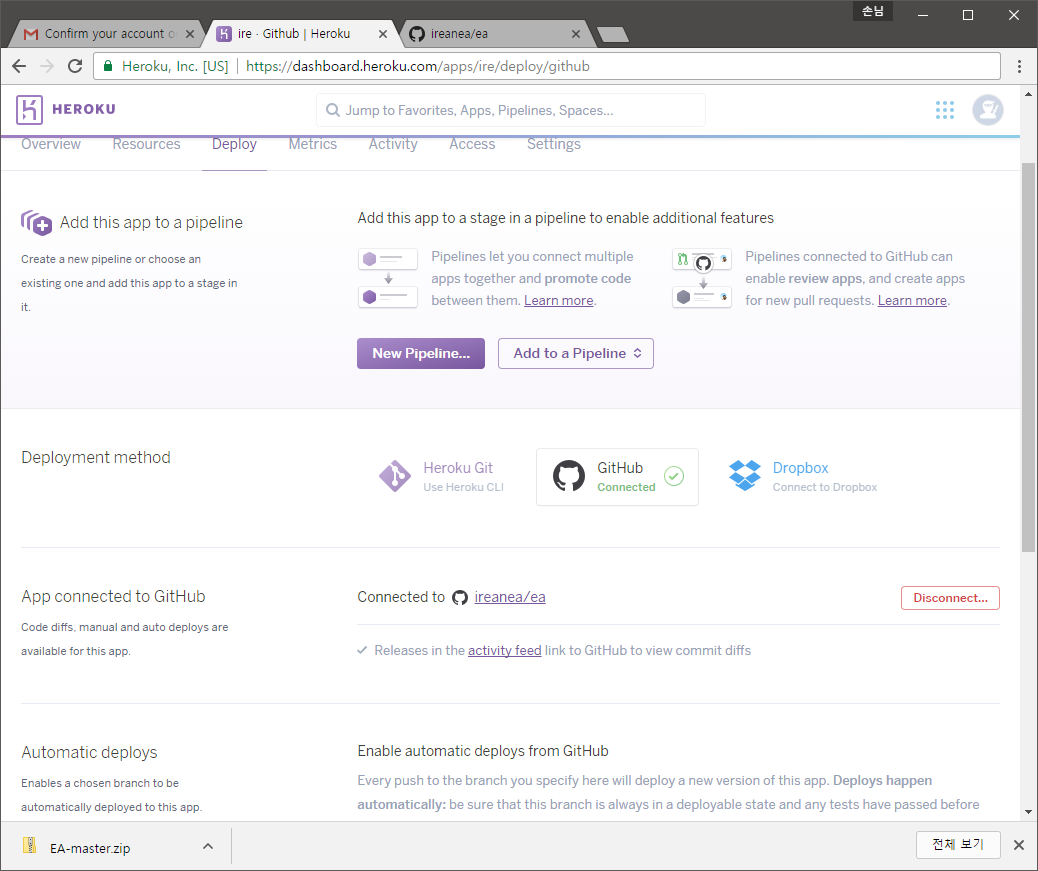 손님
Confirm your account o
ire · Github | Heroku
ireanea/ea
Heroku, Inc. [US]
https://dashboard.heroku.com/apps/ire/deploy/github
HEROKU
Jump to Favorites, Apps, Pipelines, Spaces...
Overview
Resources
Deploy
Metrics
Activity
Access
Settings
Add this app to a pipeline
Create a new pipeline or choose an
existing one and add this app to a stage in
it.
Add this app to a stage in a pipeline to enable additional features
Pipelines let you connect multiple
apps together and promote code
between them. Learn more.
Pipelines connected to GitHub can
enable review apps, and create apps
for new pull requests. Learn more.
New Pipeline...
Add to a Pipeline
Deployment method
Heroku Git
Use Heroku CLI
GitHub
Connected
Dropbox
Connect to Dropbox
App connected to GitHub
Code diffs, manual and auto deploys are
available for this app.
Connected to ireanea/ea
Disconnect...
Releases in the activity feed link to GitHub to view commit diffs
Automatic deploys
Enables a chosen branch to be
automatically deployed to this app.
Enable automatic deploys from GitHub
Every push to the branch you specify here will deploy a new version of this app. Deploys happen
automatically: be sure that this branch is always in a deployable state and any tests have passed before
EA-master.zip
전체 보기